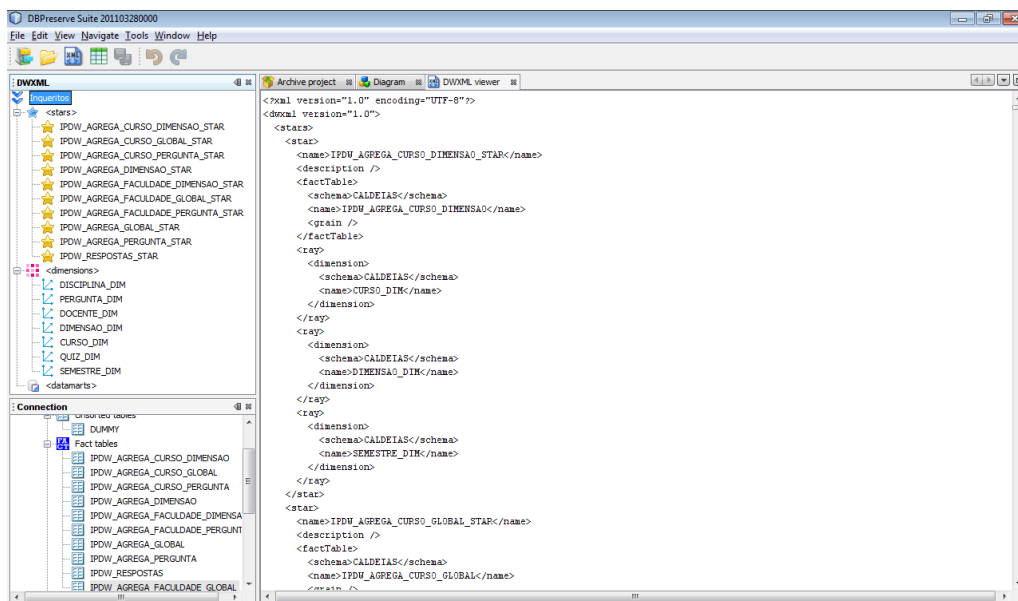 DBPreserve Suite 201103280000
File Edit View Navigate Tools Window Help
DWXML
Inqueritos
<stars>
IPDW_AGREGA_CURSO_DIMENSAO_STAR
IPDW_AGREGA_CURSO_GLOBAL_STAR
IPDW_AGREGA_CURSO_PERGUNTA_STAR
IPDW_AGREGA_DIMENSAO_STAR
IPDW_AGREGA_FACULDADE_DIMENSAO_STAR
IPDW_AGREGA_FACULDADE_GLOBAL_STAR
IPDW_AGREGA_FACULDADE_PERGUNTA_STAR
IPDW_AGREGA_GLOBAL_STAR
IPDW_AGREGA_PERGUNTA_STAR
IPDW_RESPOSTAS_STAR
<dimensions>
DISCIPLINA_DIM
PERGUNTA_DIM
DOCENTE_DIM
DIMENSAO_DIM
CURSO_DIM
QUIZ_DIM
SEMESTRE_DIM
<datamarts>
Connection
Unsorted tables
DUMMY
Fact tables
IPDW_AGREGA_CURSO_DIMENSAO
IPDW_AGREGA_CURSO_GLOBAL
IPDW_AGREGA_CURSO_PERGUNTA
IPDW_AGREGA_DIMENSAO
IPDW_AGREGA_FACULDADE_DIMENSA
IPDW_AGREGA_FACULDADE_PERGUNT
IPDW_AGREGA_GLOBAL
IPDW_AGREGA_PERGUNTA
IPDW_RESPOSTAS
IPDW_AGREGA_FACULDADE_GLOBAL
Archive project Diagram DWXML viewer
<?xml version="1.0" encoding="UTF-8"?>
<dwxml version="1.0">
<stars>
<star>
<name>IPDW_AGREGA_CURSO_DIMENSAO_STAR</name>
<description />
<factTable>
<schema>CALDEIAS</schema>
<name>IPDW_AGREGA_CURSO_DIMENSAO</name>
<grain />
</factTable>
<ray>
<dimension>
<schema>CALDEIAS</schema>
<name>CURSO_DIM</name>
</dimension>
</ray>
<ray>
<dimension>
<schema>CALDEIAS</schema>
<name>DIMENSAO_DIM</name>
</dimension>
</ray>
<ray>
<dimension>
<schema>CALDEIAS</schema>
<name>SEMESTRE_DIM</name>
</dimension>
</ray>
</star>
<star>
<name>IPDW_AGREGA_CURSO_GLOBAL_STAR</name>
<description />
<factTable>
<schema>CALDEIAS</schema>
<name>IPDW_AGREGA_CURSO_GLOBAL</name>
<grain />